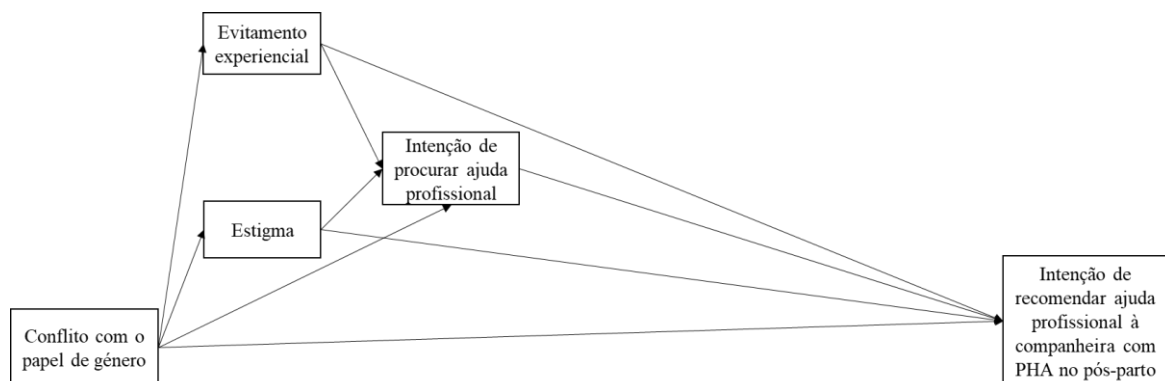 Evitamento
experiencial
Intenção de
procurar ajuda
profissional
Estigma
Conflito com o
papel de género
Intenção de
recomendar ajuda
profissional à
companheira com
PHA no pós-parto